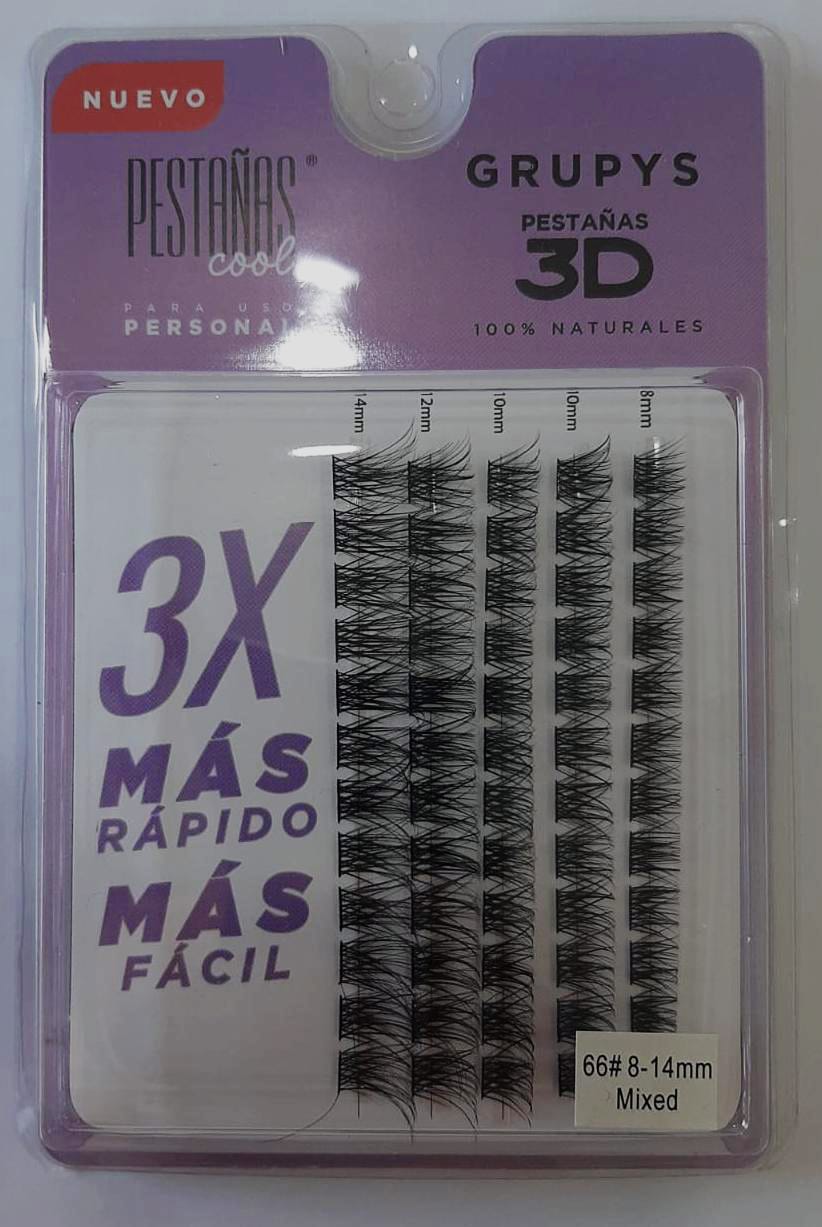 NUEVO
PESTAÑAS®
cool
PARA USO
PERSONAL
GRUPYS
PESTAÑAS
3D
100% NATURALES
14mm
12mm
10mm
10mm
8mm
3X
MÁS
RÁPIDO
MÁS
FÁCIL
66# 8-14mm
Mixed